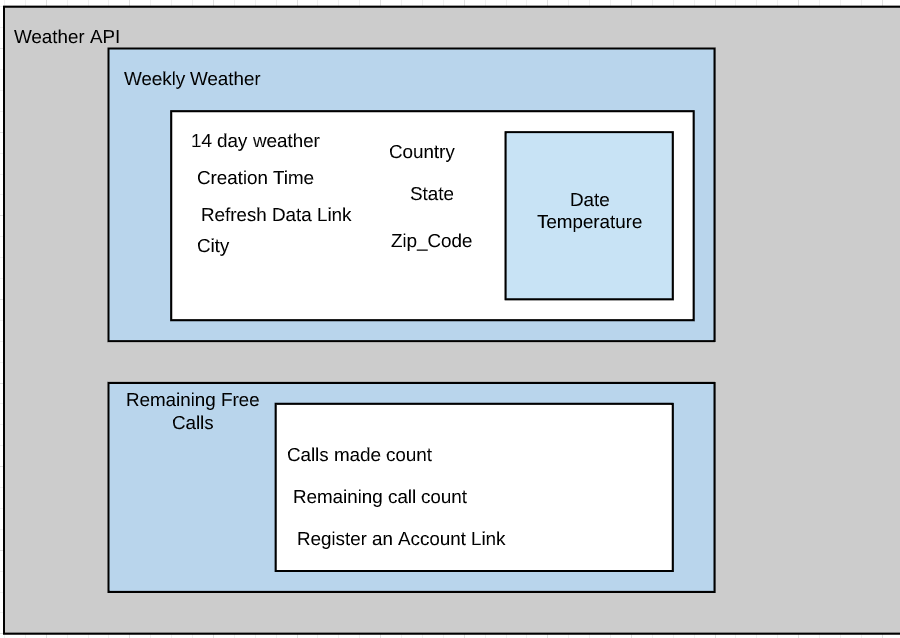 Weather API
Weekly Weather
14 day weather
Creation Time
Refresh Data Link
City
Country
State
Zip_Code
Date
Temperature
Remaining Free
Calls
Calls made count
Remaining call count
Register an Account Link